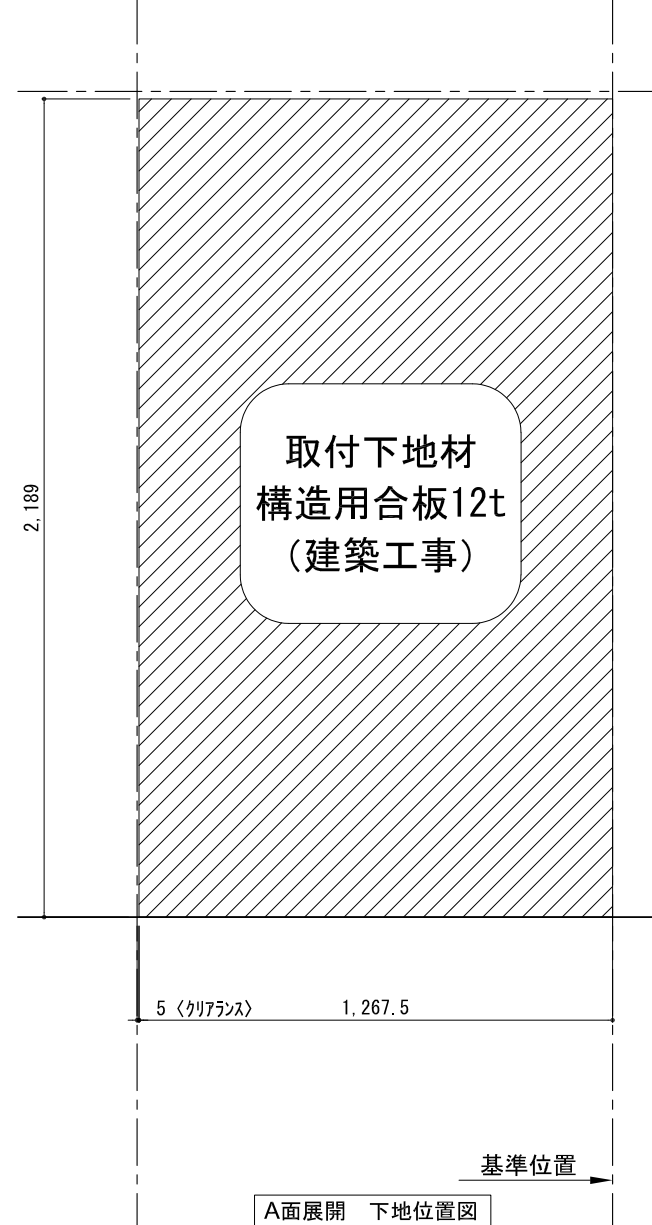 取付下地材
構造用合板12t
(建築工事)
2,189
5 〈クリアランス〉 1,267.5
基準位置
A面展開 下地位置図